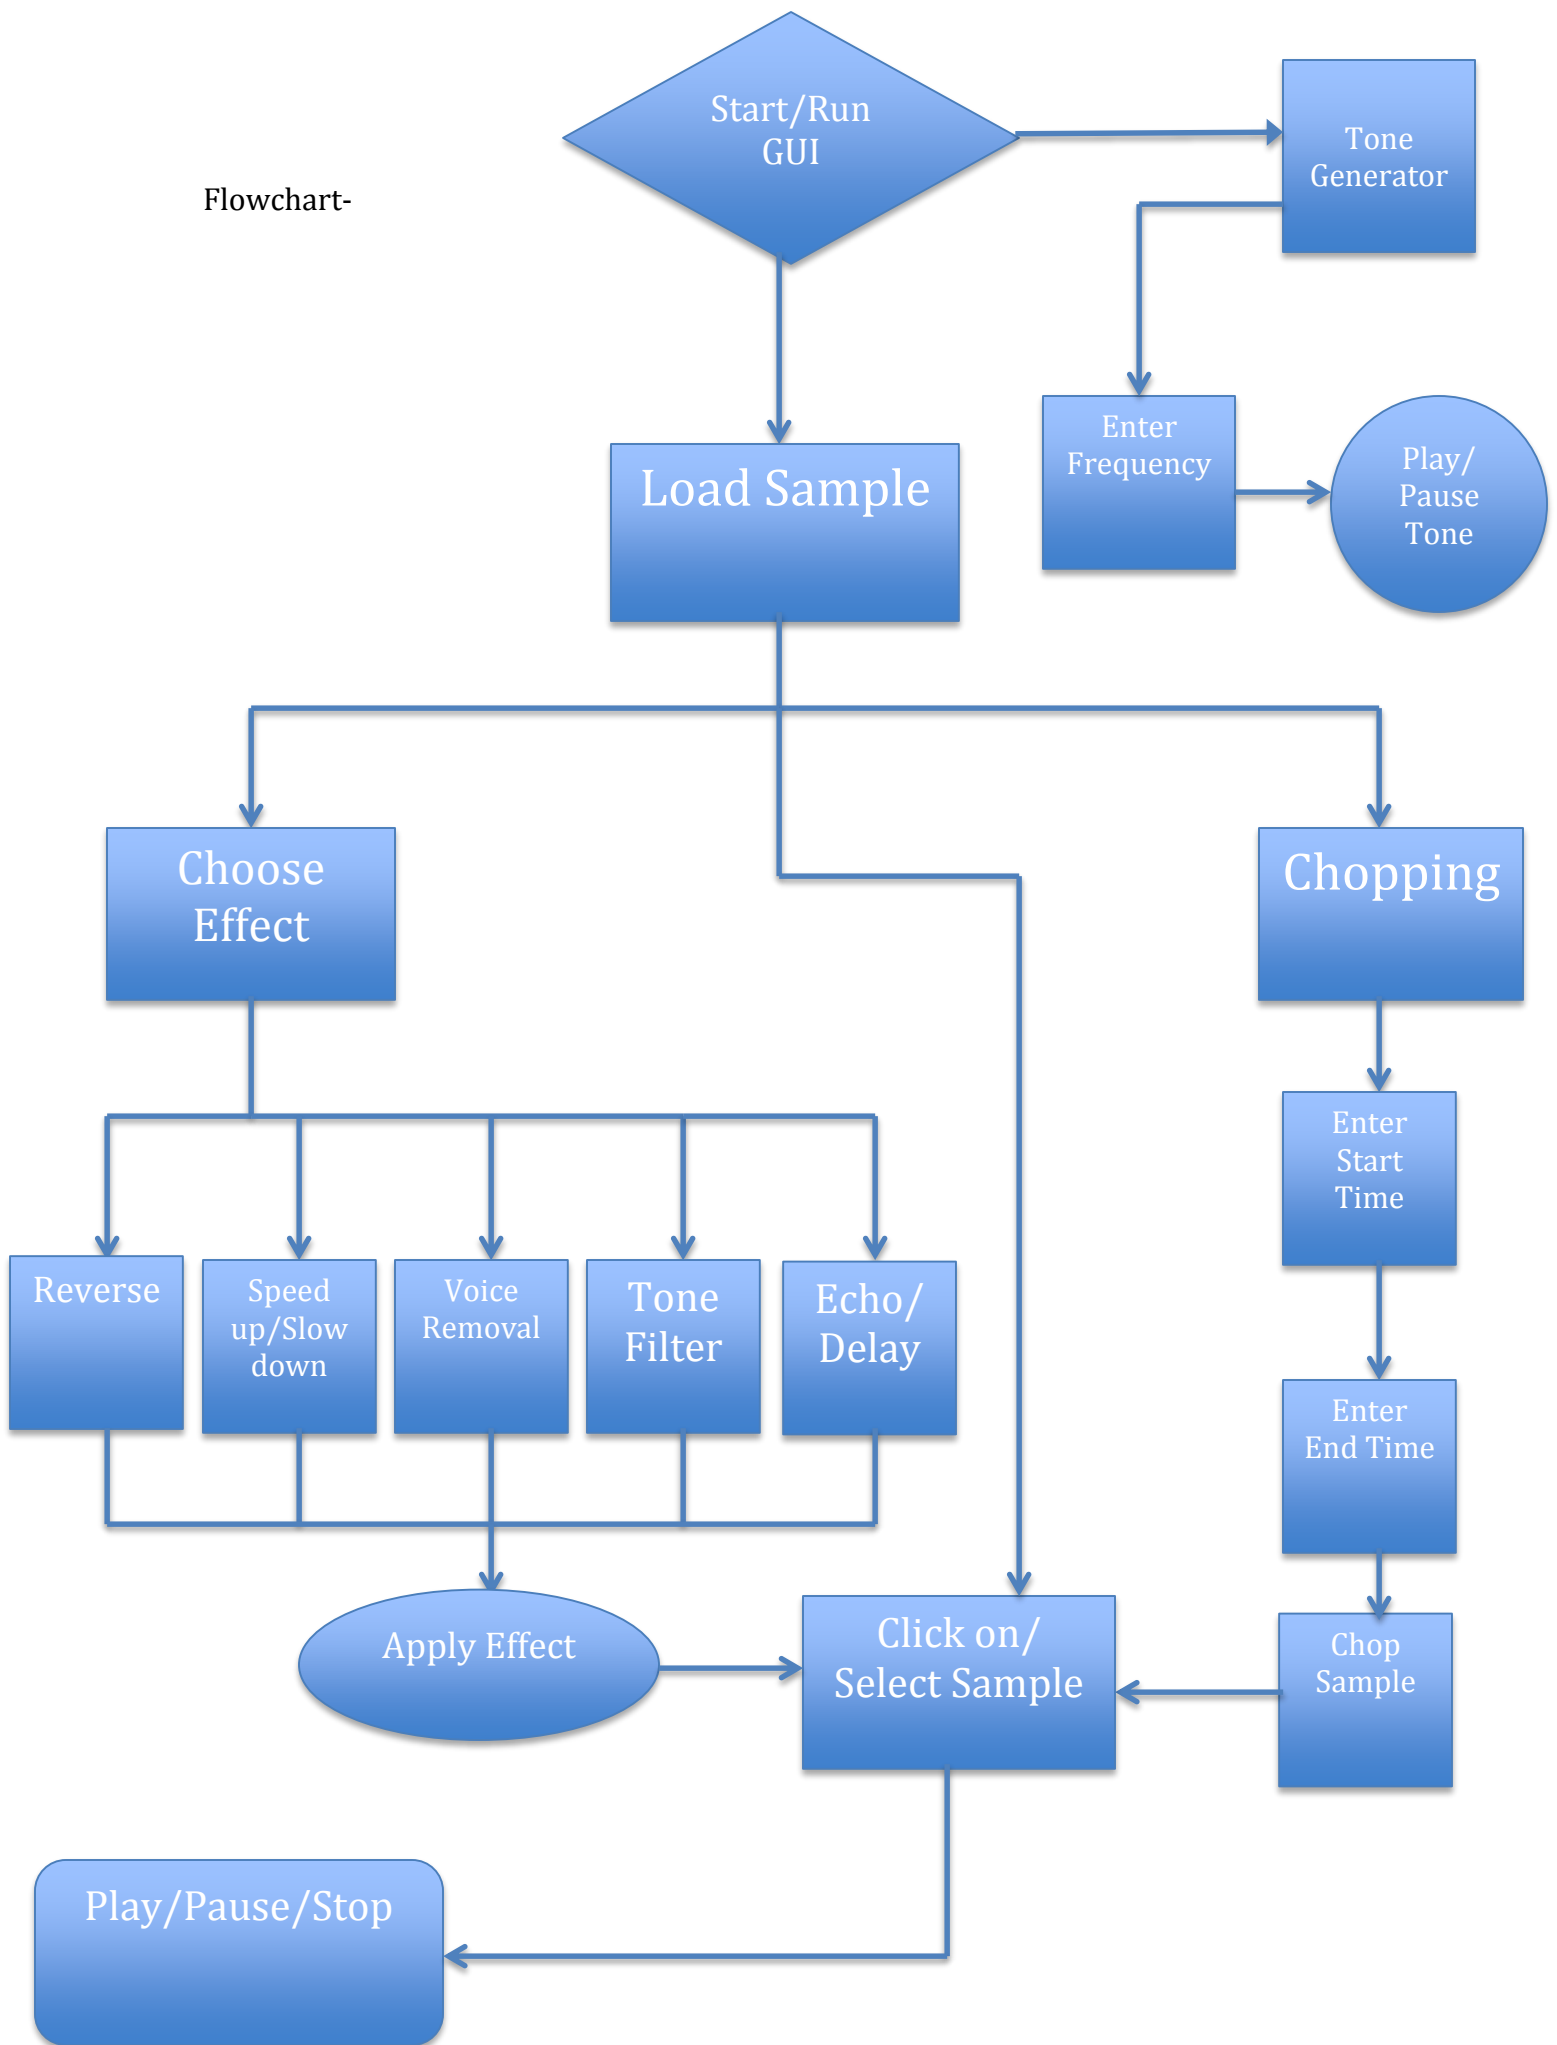 Start/Run
GUI
Tone
Generator
Flowchart-
Enter
Frequency
Play/
Pause
Tone
Load Sample
Choose
Effect
Chopping
Enter
Start
Time
Reverse
Speed
up/Slow
down
Voice
Removal
Tone
Filter
Echo/
Delay
Enter
End Time
Apply Effect
Click on/
Select Sample
Chop
Sample
Play/Pause/Stop